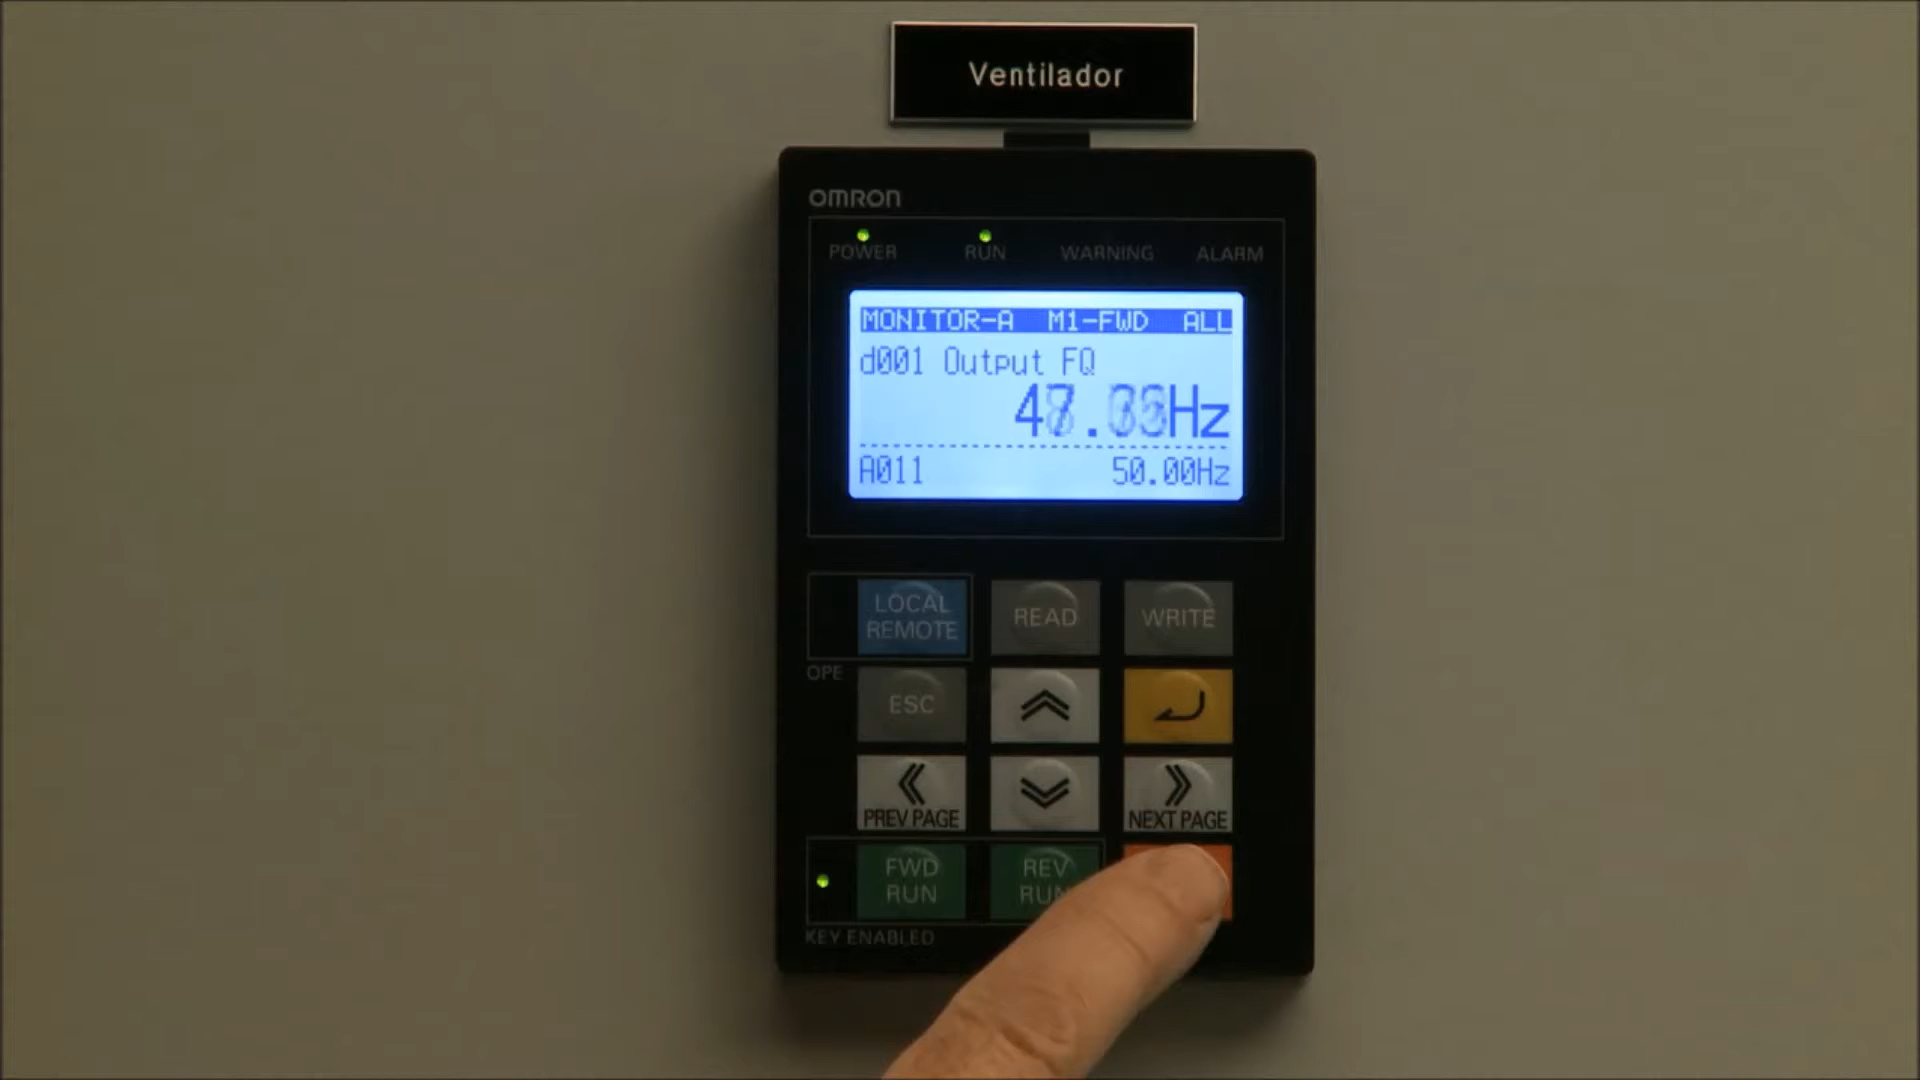 Ventilador
OMRON
POWER RUN WARNING ALARM
MONITOR-A M1-FWD ALL
d001 Output FQ
Hz
A011 50.00Hz
LOCAL
REMOTE
READ
WRITE
OPE
ESC
PREV PAGE
NEXT PAGE
FWD
RUN
REV
RUN
KEY ENABLED